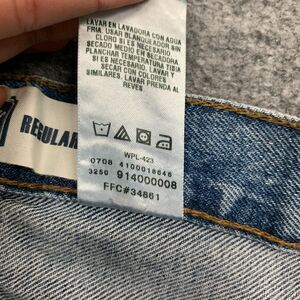 LAVAR EN LAVADORA CON AGUA
FRIA. USAR BLANQUEADOR SIN
CLORO SI ES NECESARIO
SECADO MEDIO EN SECADORA
PLANCHAR TEMPERATURA TIBIA
SI ES NECESARIO
SECAR CON COLORES
SIMILARES. LAVAR PRENDA AL
REVES
WPL-423
0708 4100018646
3250 914000008
FFC#34861
REGULAR